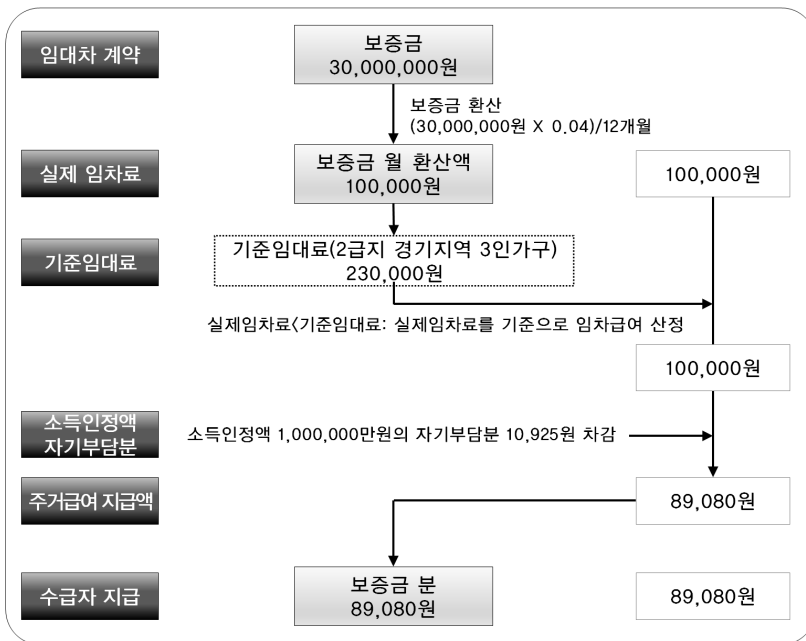 임대차 계약
보증금
30,000,000원
보증금 환산
(30,000,000원 X 0.04)/12개월
실제 임차료
보증금 월 환산액
100,000원
100,000원
기준임대료
기준임대료(2급지 경기지역 3인가구)
230,000원
실제임차료<기준임대료: 실제임차료를 기준으로 임차급여 산정
100,000원
소득인정액
자기부담분
소득인정액 1,000,000만원의 자기부담분 10,925원 차감
주거급여 지급액
89,080원
수급자 지급
보증금 분
89,080원
89,080원